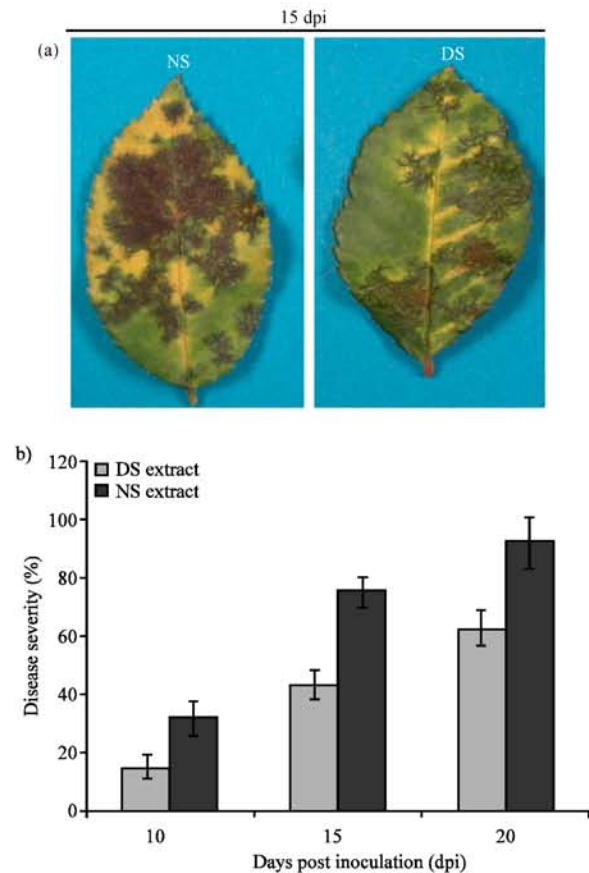 15 dpi
(a)
NS
DS
b)
120
100
80
60
40
20
0
DS extract
NS extract
Disease severity (%)
10
15
20
Days post inoculation (dpi)